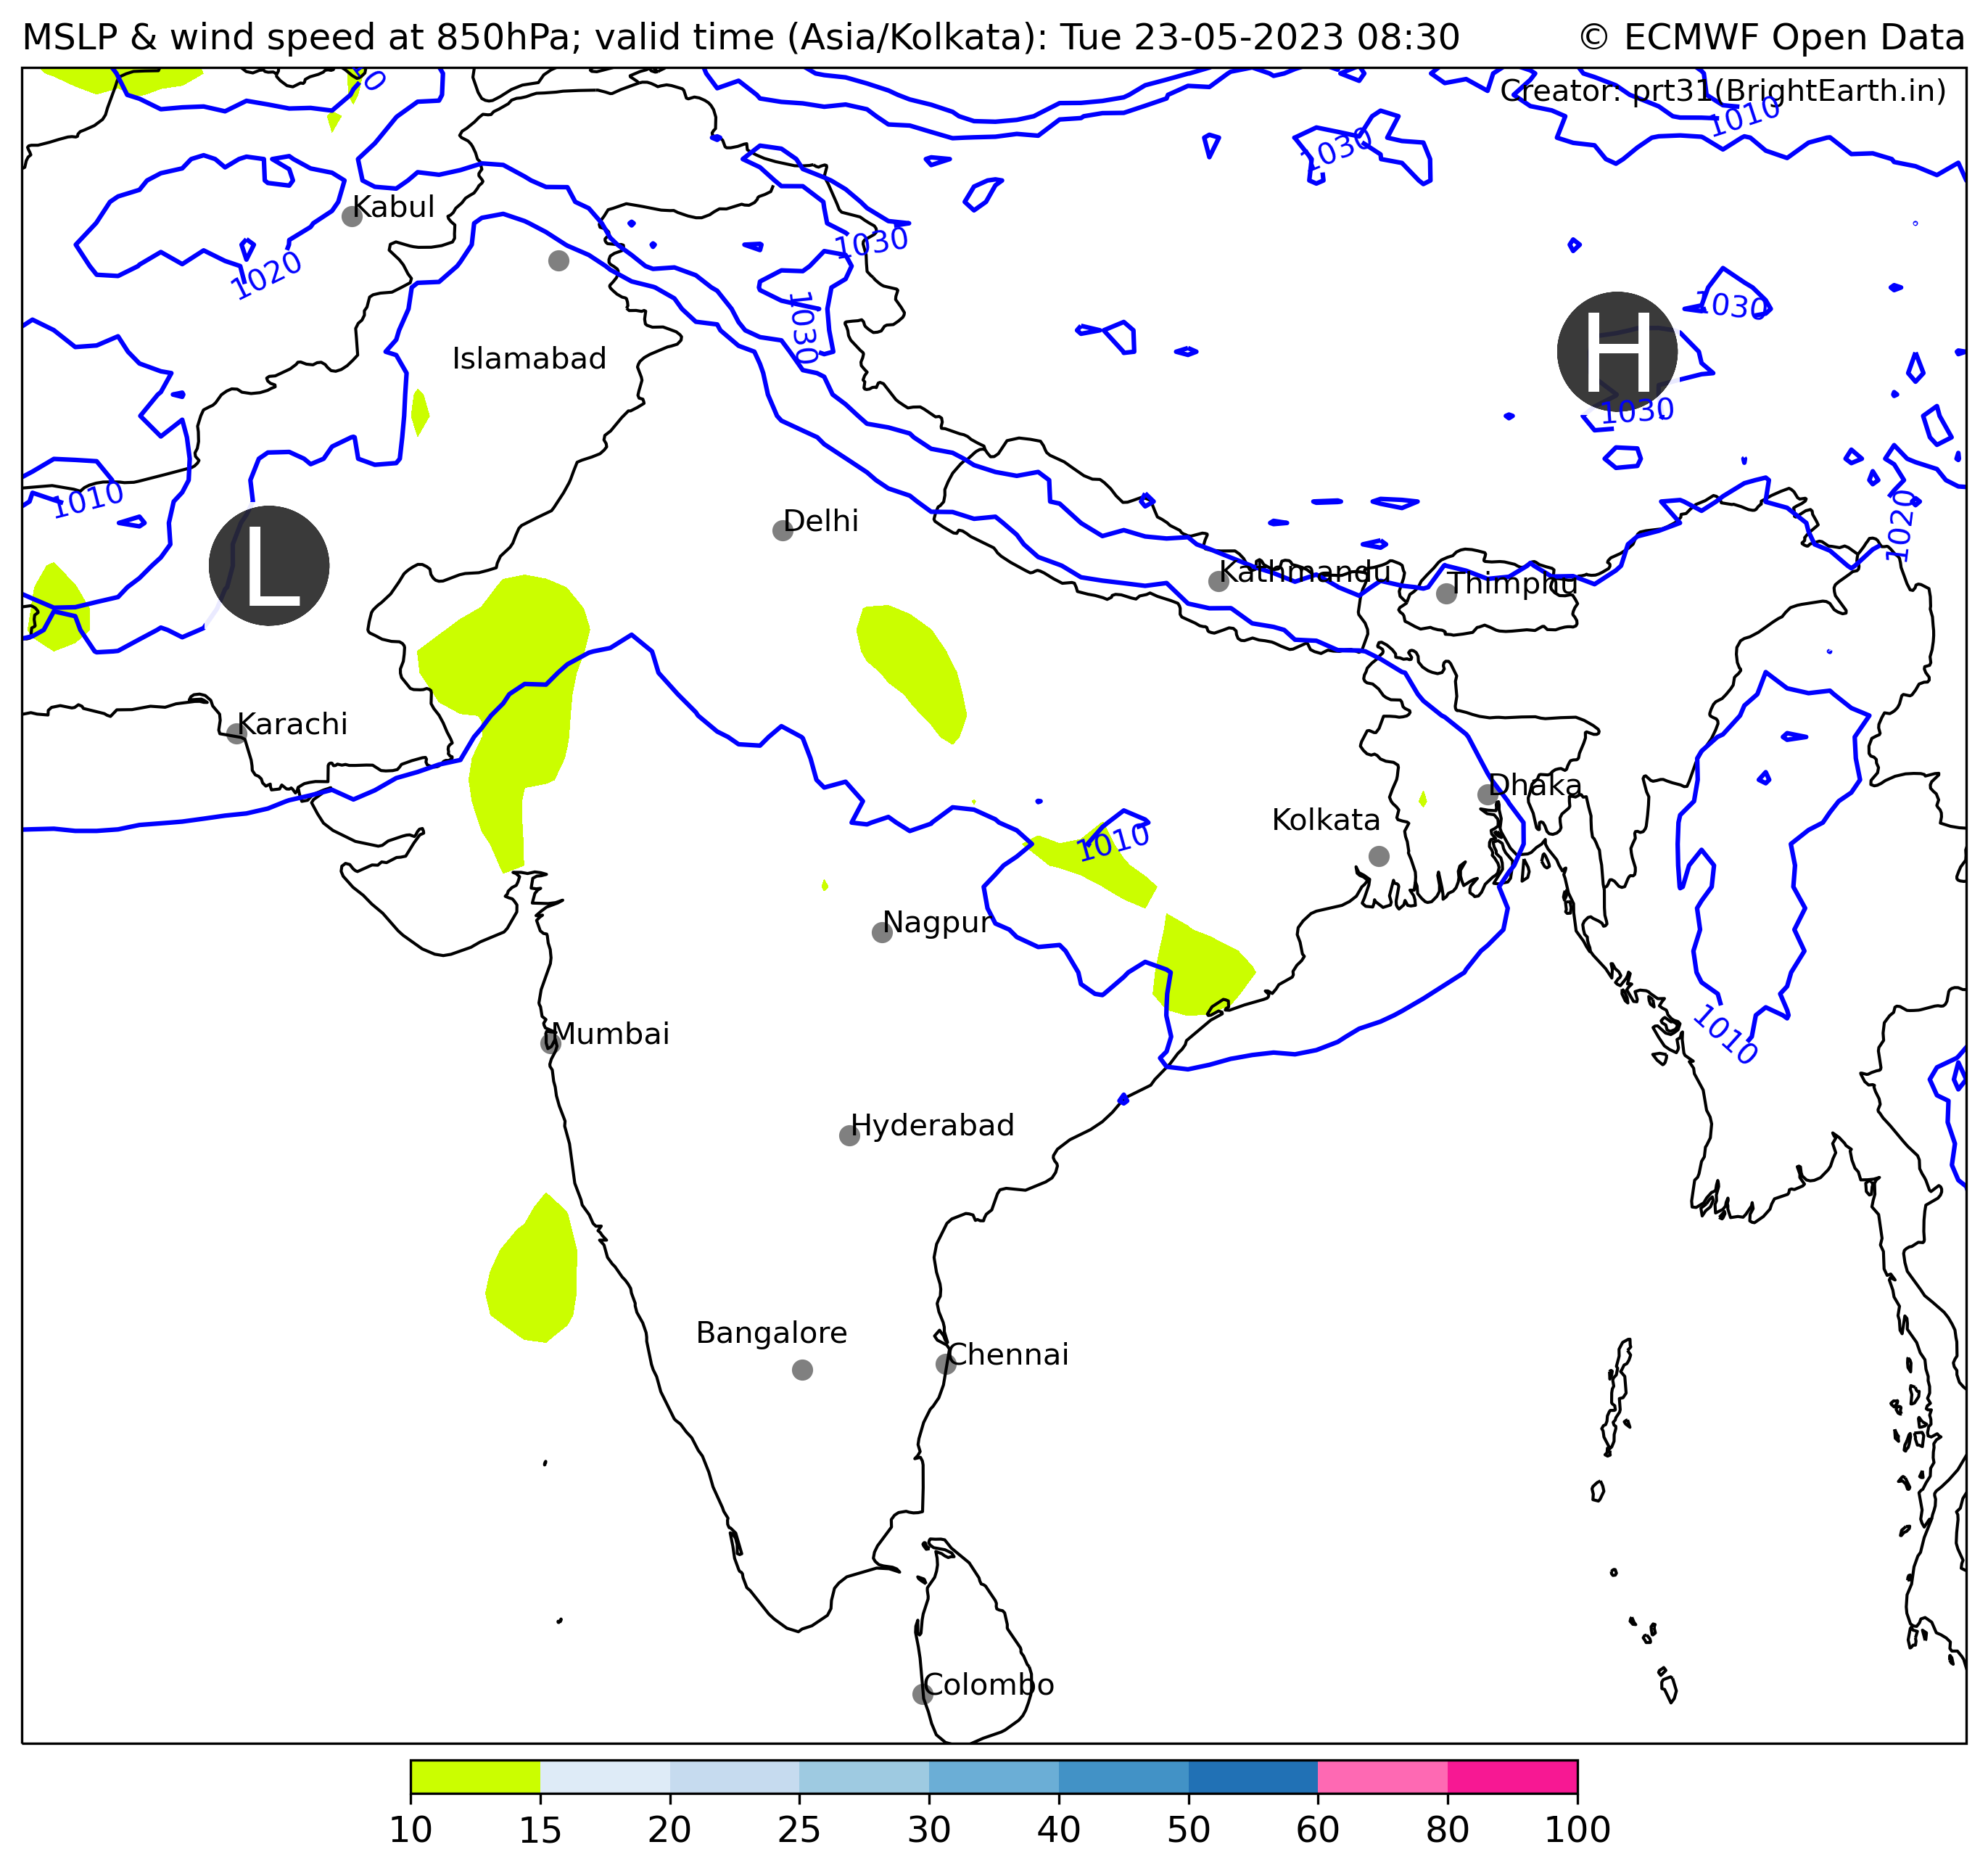 MSLP & wind speed at 850hPa; valid time (Asia/Kolkata): Tue 23-05-2023 08:30
© ECMWF Open Data
Creator: prt31(BrightEarth.in)
0
1010
1030
Kabul
1030
1020
1030
1030
H
Islamabad
1030
1010
1020
Delhi
L
Kathmandu
Thimphu
Karachi
Dhaka
Kolkata
1010
Nagpur
Mumbai
1010
Hyderabad
Bangalore
Chennai
Colombo
10 15 20 25 30 40 50 60 80 100